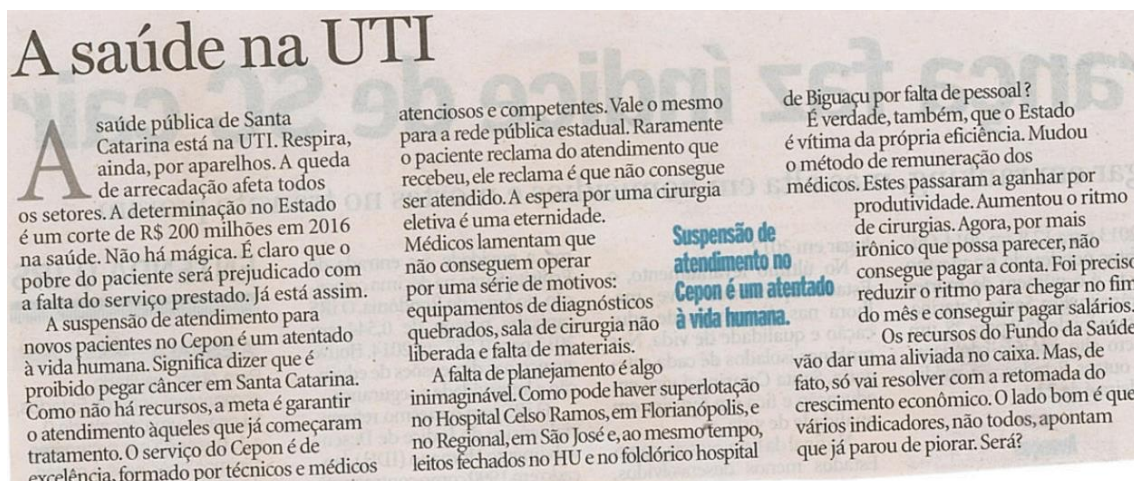 A saúde na UTI
A saúde pública de Santa
Catarina está na UTI. Respira,
ainda, por aparelhos. A queda
de arrecadação afeta todos
os setores. A determinação no Estado
é um corte de R$ 200 milhões em 2016
na saúde. Não há mágica. É claro que o
pobre do paciente será prejudicado com
a falta do serviço prestado. Já está assim.
A suspensão de atendimento para
novos pacientes no Cepon é um atentado
à vida humana. Significa dizer que é
proibido pegar câncer em Santa Catarina.
Como não há recursos, a meta é garantir
o atendimento àqueles que já começaram
tratamento. O serviço do Cepon é de
excelência, formado por técnicos e médicos
atenciosos e competentes. Vale o mesmo
para a rede pública estadual. Raramente
o paciente reclama do atendimento que
recebeu, ele reclama é que não consegue
ser atendido. A espera por uma cirurgia
eletiva é uma eternidade.
Médicos lamentam que
não conseguem operar
por uma série de motivos:
equipamentos de diagnósticos
quebrados, sala de cirurgia não
liberada e falta de materiais.
A falta de planejamento é algo
inimaginável. Como pode haver superlotação
no Hospital Celso Ramos, em Florianópolis, e
no Regional, em São José e, ao mesmo tempo,
leitos fechados no HU e no folclórico hospital
Suspensão de
atendimento no
Cepon é um atentado
à vida humana.
de Biguaçu por falta de pessoal ?
É verdade, também, que o Estado
é vítima da própria eficiência. Mudou
o método de remuneração dos
médicos. Estes passaram a ganhar por
produtividade. Aumentou o ritmo
de cirurgias. Agora, por mais
irônico que possa parecer, não
consegue pagar a conta. Foi preciso
reduzir o ritmo para chegar no fim
do mês e conseguir pagar salários.
Os recursos do Fundo da Saúde
vão dar uma aliviada no caixa. Mas, de
fato, só vai resolver com a retomada do
crescimento econômico. O lado bom é que
vários indicadores, não todos, apontam
que já parou de piorar. Será?